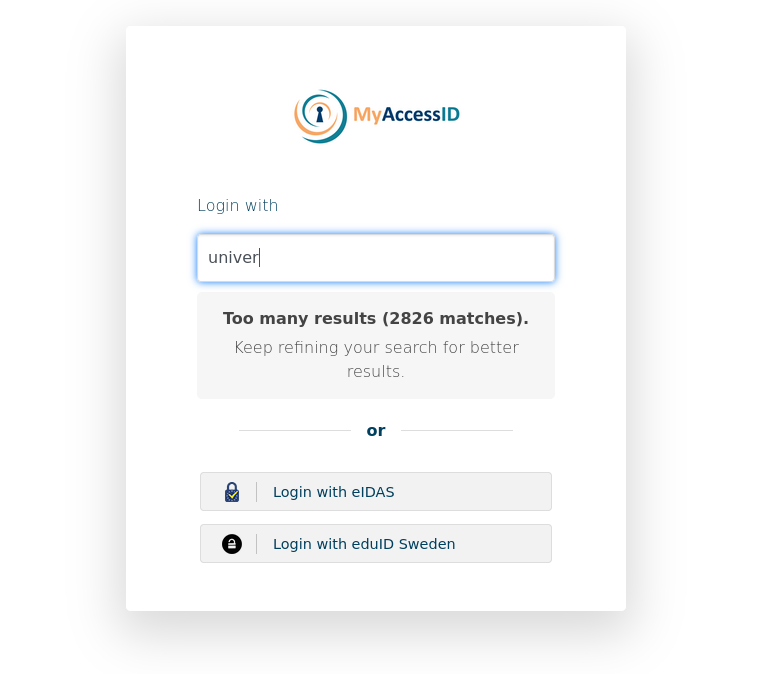 MyAccessID
Login with
univer
Too many results (2826 matches).
Keep refining your search for better
results.
or
Login with eIDAS
Login with eduID Sweden